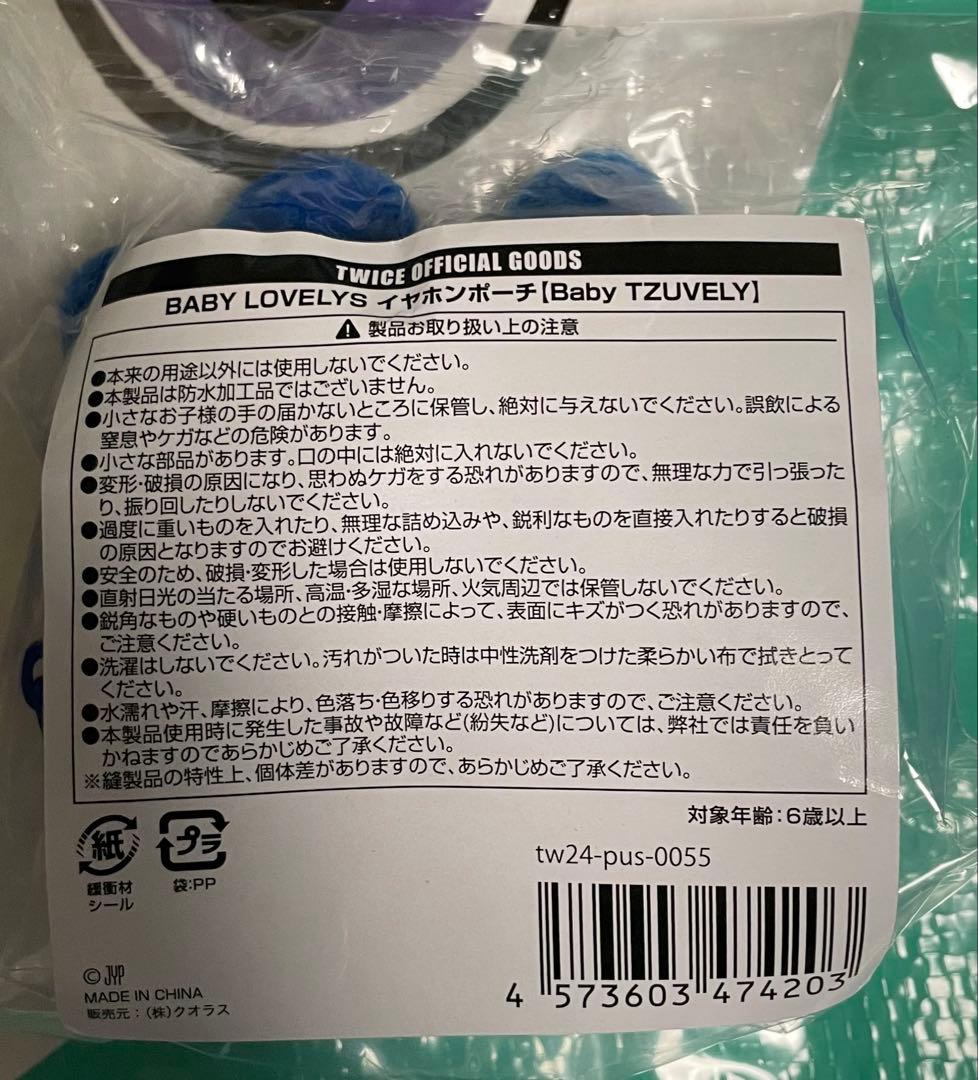 TWICE OFFICIAL GOODS
BABY LOVELYS イヤホンポーチ【Baby TZUVELY】
製品お取り扱い上の注意
●本来の用途以外には使用しないでください。
●本製品は防水加工品ではございません。
●小さなお子様の手の届かないところに保管し、絶対に与えないでください。誤飲による
窒息やケガなどの危険があります。
●小さな部品があります。口の中には絶対に入れないでください。
●変形・破損の原因になり、思わぬケガをする恐れがありますので、無理な力で引っ張った
り、振り回したりしないでください。
●過度に重いものを入れたり、無理な詰め込みや、鋭利なものを直接入れたりすると破損
の原因となりますのでお避けください。
●安全のため、破損・変形した場合は使用しないでください。
●直射日光の当たる場所、高温・多湿な場所、火気周辺では保管しないでください。
●鋭角なものや硬いものとの接触・摩擦によって、表面にキズがつく恐れがありますので、
ご注意ください。
●洗濯はしないでください。汚れがついた時は中性洗剤をつけた柔らかい布で拭きとって
ください。
●水濡れや汗、摩擦により、色落ち・色移りする恐れがありますので、ご注意ください。
●本製品使用時に発生した事故や故障など(紛失など)については、弊社では責任を負い
かねますのであらかじめご了承ください。
※縫製品の特性上、個体差がありますので、あらかじめご了承ください。
対象年齢：6歳以上
紙
プラ
緩衝材
シール
袋：PP
tw24-pus-0055
4 573603 474203
© JYP
MADE IN CHINA
販売元：（株）クオラス